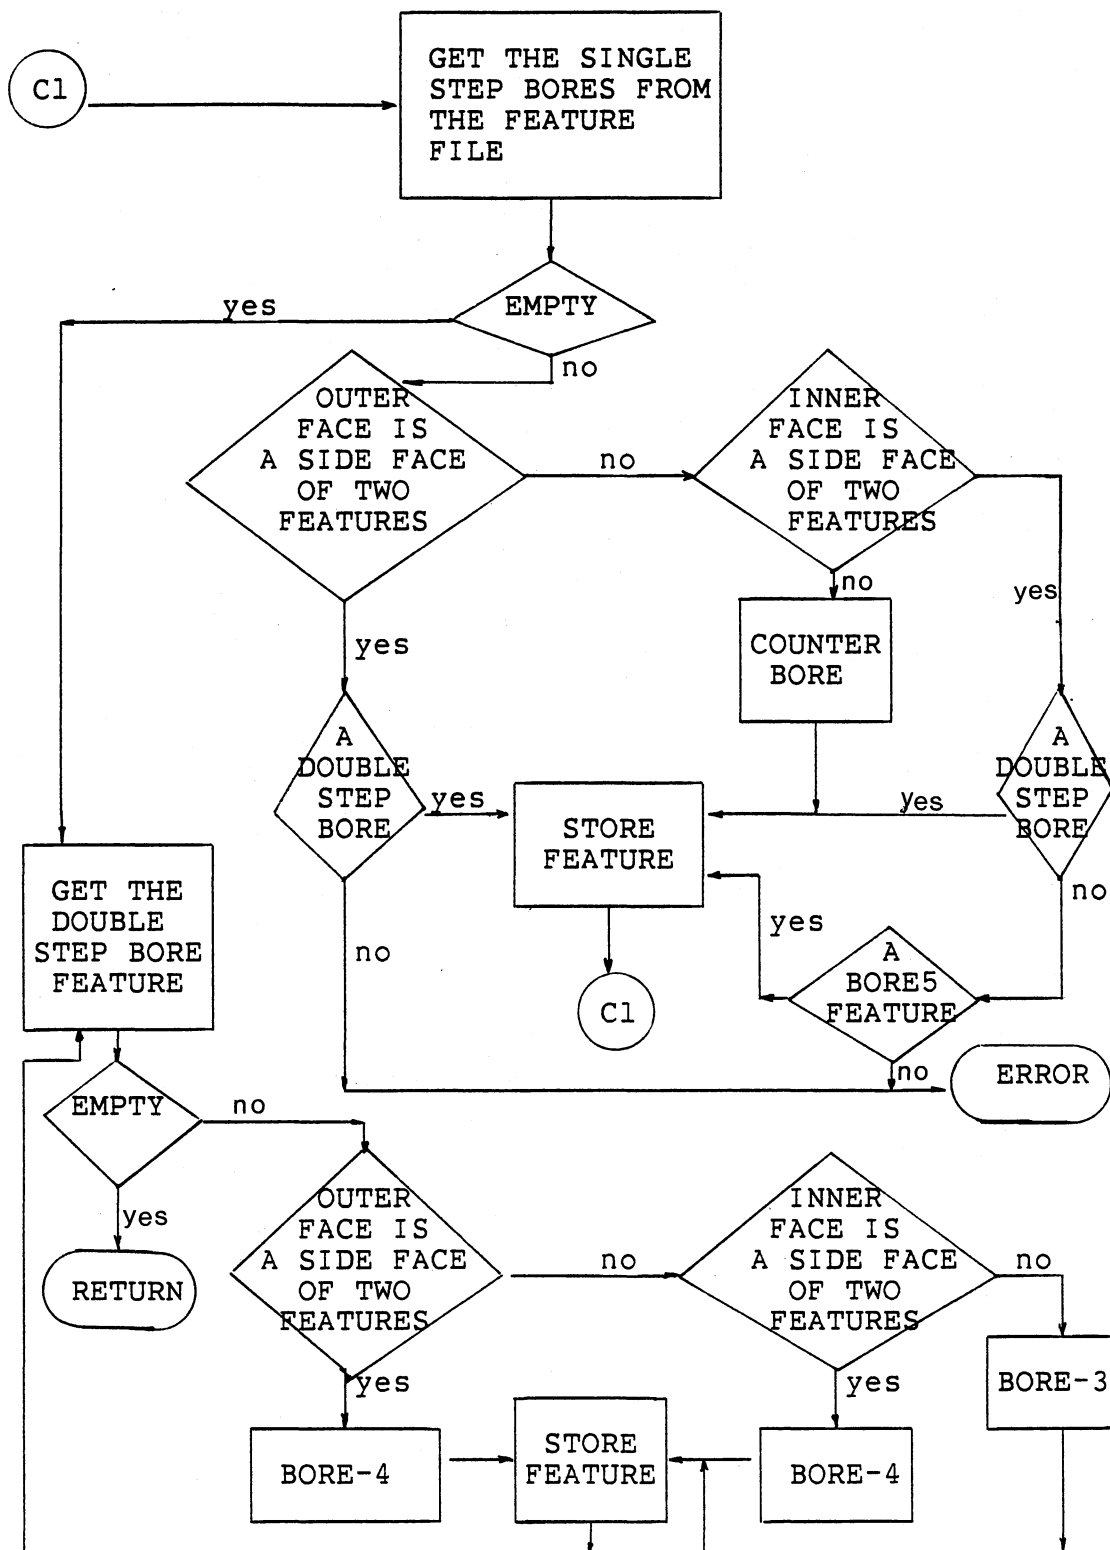 C1
GET THE SINGLE
STEP BORES FROM
THE FEATURE
FILE
EMPTY
yes
no
OUTER
FACE IS
A SIDE FACE
OF TWO
FEATURES
no
INNER
FACE IS
A SIDE FACE
OF TWO
FEATURES
no
yes
yes
COUNTER
BORE
A
DOUBLE
STEP
BORE
yes
STORE
FEATURE
yes
A
DOUBLE
STEP
BORE
no
GET THE
DOUBLE
STEP BORE
FEATURE
no
yes
A
BORE5
FEATURE
C1
no
ERROR
EMPTY
no
yes
RETURN
OUTER
FACE IS
A SIDE FACE
OF TWO
FEATURES
no
INNER
FACE IS
A SIDE FACE
OF TWO
FEATURES
no
yes
yes
BORE-3
BORE-4
STORE
FEATURE
BORE-4